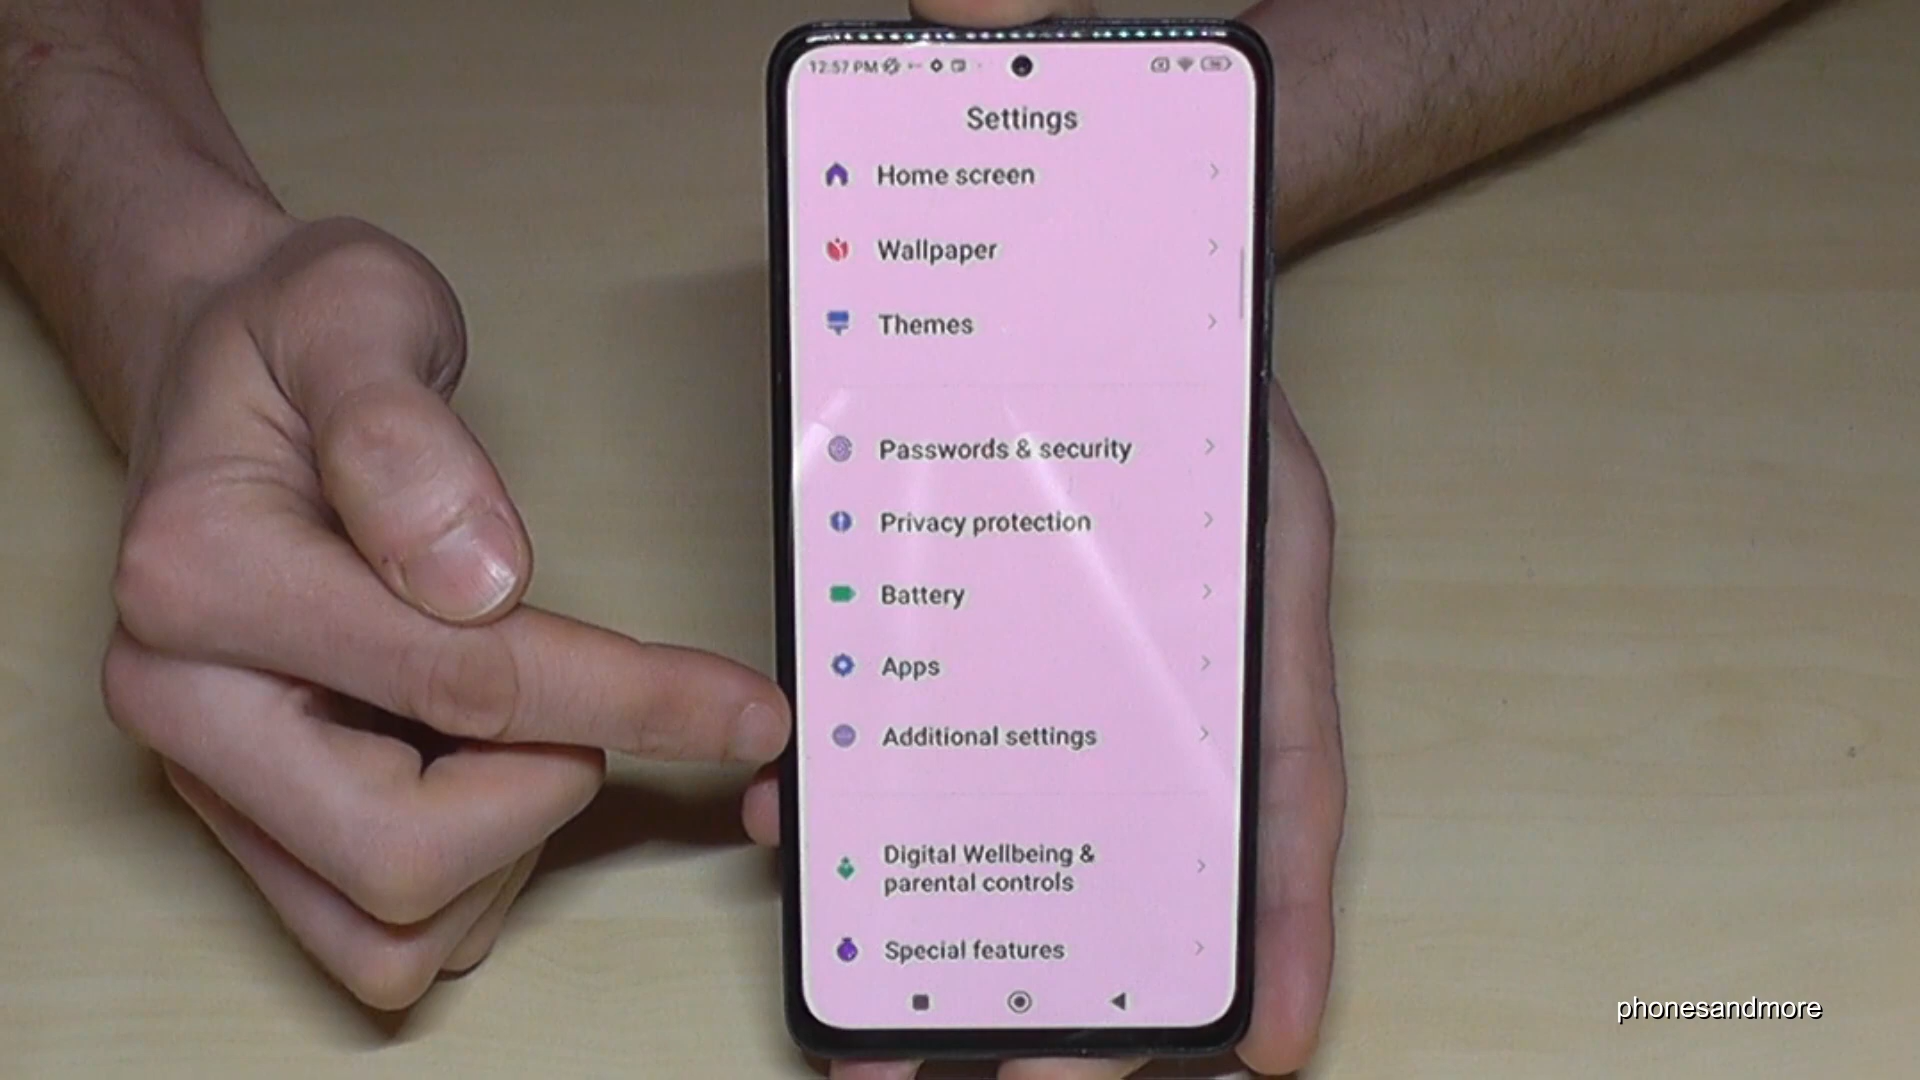 12:57 PM
Settings
Home screen
Wallpaper
Themes
Passwords & security
Privacy protection
Battery
Apps
Additional settings
Digital Wellbeing &
parental controls
Special features
phonesandmore